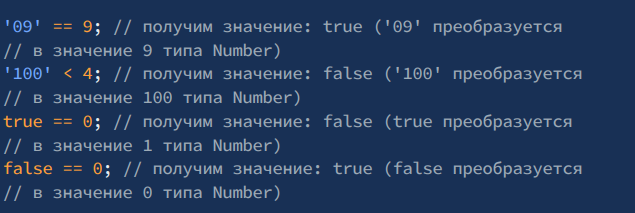 '09' == 9; // получим значение: true ('09' преобразуется
// в значение 9 типа Number)
'100' < 4; // получим значение: false ('100' преобразуется
// в значение 100 типа Number)
true == 0; // получим значение: false (true преобразуется
// в значение 1 типа Number)
false == 0; // получим значение: true (false преобразуется
// в значение 0 типа Number)